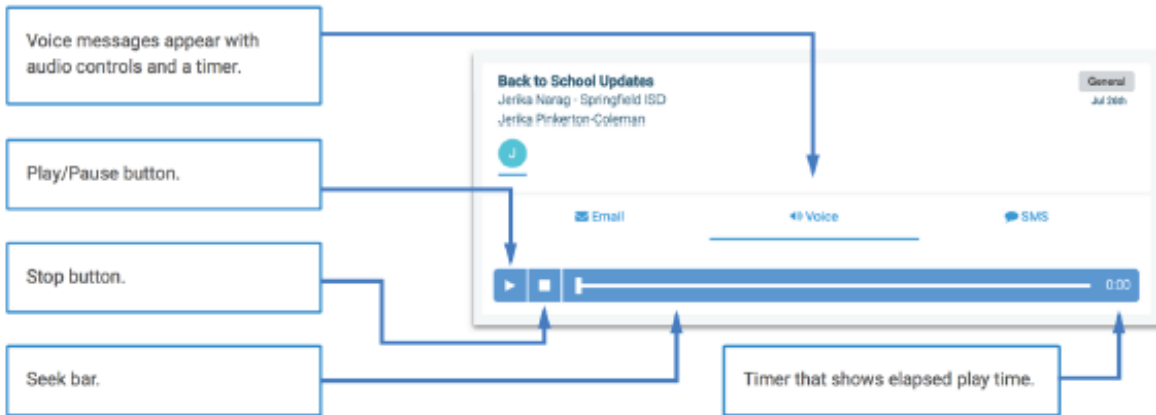 Voice messages appear with
audio controls and a timer.
Back to School Updates
General
Jerika Narag - Springfield ISD
Jul 26th
Jerika Pinkerton-Coleman
J
Play/Pause button.
Email
Voice
SMS
Stop button.
0:00
Seek bar.
Timer that shows elapsed play time.